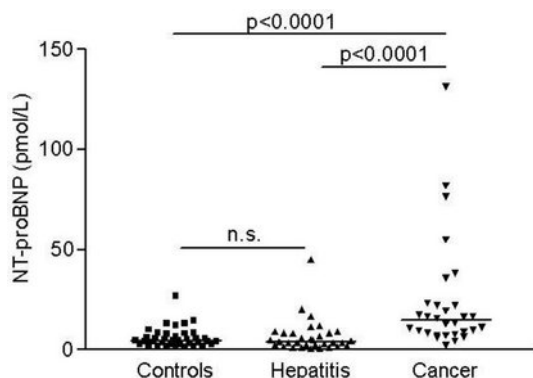 p<0.0001
p<0.0001
150
100
50
0
NT-proBNP (pmol/L)
n.s.
Controls Hepatitis Cancer